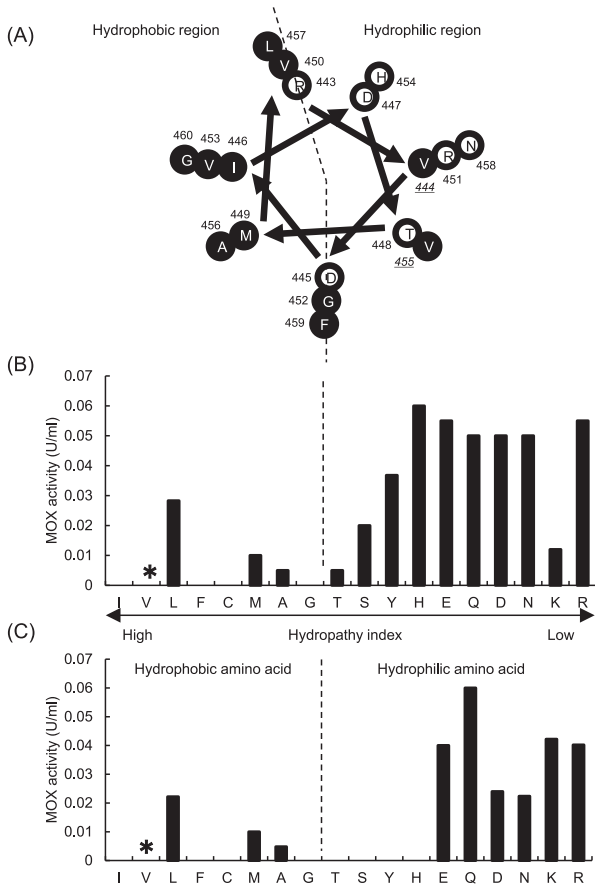 (A)
Hydrophobic region
Hydrophilic region
L 457
V 450
R 443
H 454
D 447
460 453 446
G V I
V R N
444 451 458
449
456
A M
T 448
V 455
445 D
452 G
459 F
(B)
MOX activity (U/ml)
0.07
0.06
0.05
0.04
0.03
0.02
0.01
0
*
I V L F C M A G T S Y H E Q D N K R
High Hydropathy index Low
(C)
MOX activity (U/ml)
0.07
0.06
0.05
0.04
0.03
0.02
0.01
0
Hydrophobic amino acid
Hydrophilic amino acid
*
I V L F C M A G T S Y H E Q D N K R